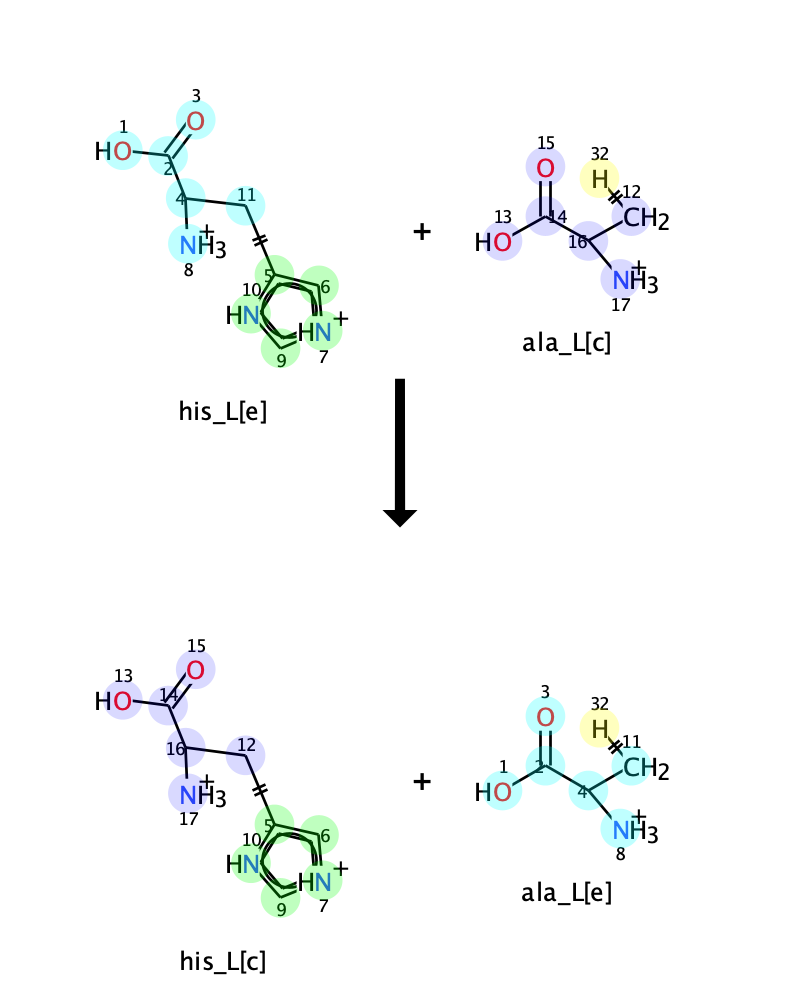 3
1
HO
O
2
4
11
NH3
+
8
5
6
10
HN
HN
+
9
7
his_L[e]
+
15
O
32
H
12
CH2
13
14
HO
16
NH3
+
17
ala_L[c]
15
13
O
HO
14
16
12
NH3
+
17
5
6
10
HN
HN
+
9
7
his_L[c]
+
3
O
32
H
11
CH2
1
2
HO
4
NH3
+
8
ala_L[e]